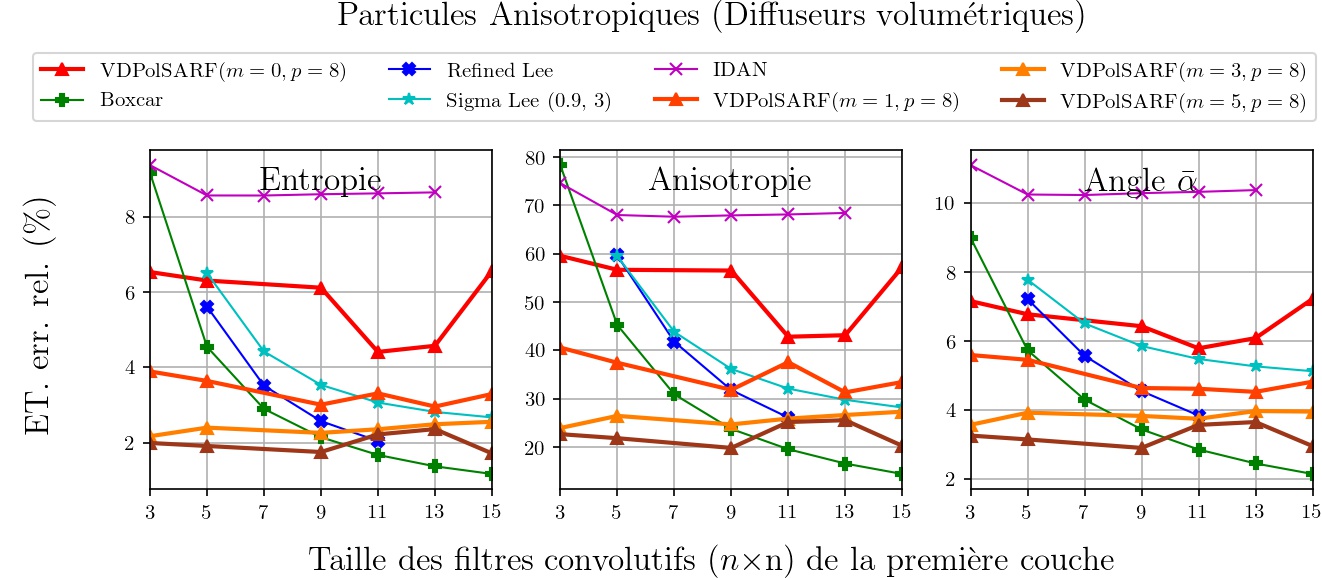 Particules Anisotropiques (Diffuseurs volumétriques)
VDPolSARF(m = 0, p = 8)
Boxcar
Refined Lee
Sigma Lee (0.9, 3)
IDAN
VDPolSARF(m = 1, p = 8)
VDPolSARF(m = 3, p = 8)
VDPolSARF(m = 5, p = 8)
ET. err. rel. (%)
Entropie
8
6
4
2
3 5 7 9 11 13 15
Anisotropie
80
70
60
50
40
30
20
3 5 7 9 11 13 15
Angle ᾱ
10
8
6
4
2
3 5 7 9 11 13 15
Taille des filtres convolutifs (n×n) de la première couche